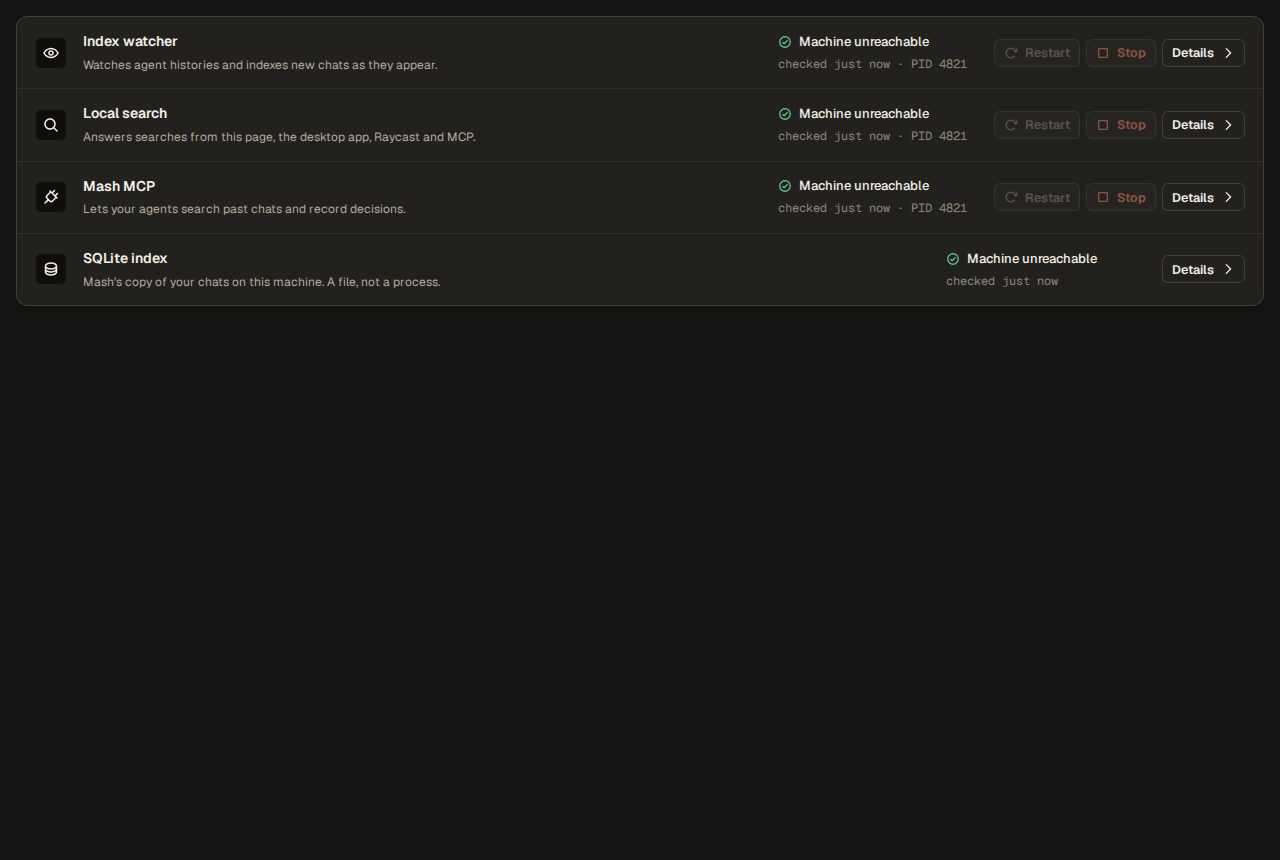 Index watcher
Watches agent histories and indexes new chats as they appear.
Machine unreachable
checked just now · PID 4821
Restart
Stop
Details
Local search
Answers searches from this page, the desktop app, Raycast and MCP.
Machine unreachable
checked just now · PID 4821
Restart
Stop
Details
Mash MCP
Lets your agents search past chats and record decisions.
Machine unreachable
checked just now · PID 4821
Restart
Stop
Details
SQLite index
Mash's copy of your chats on this machine. A file, not a process.
Machine unreachable
checked just now
Details